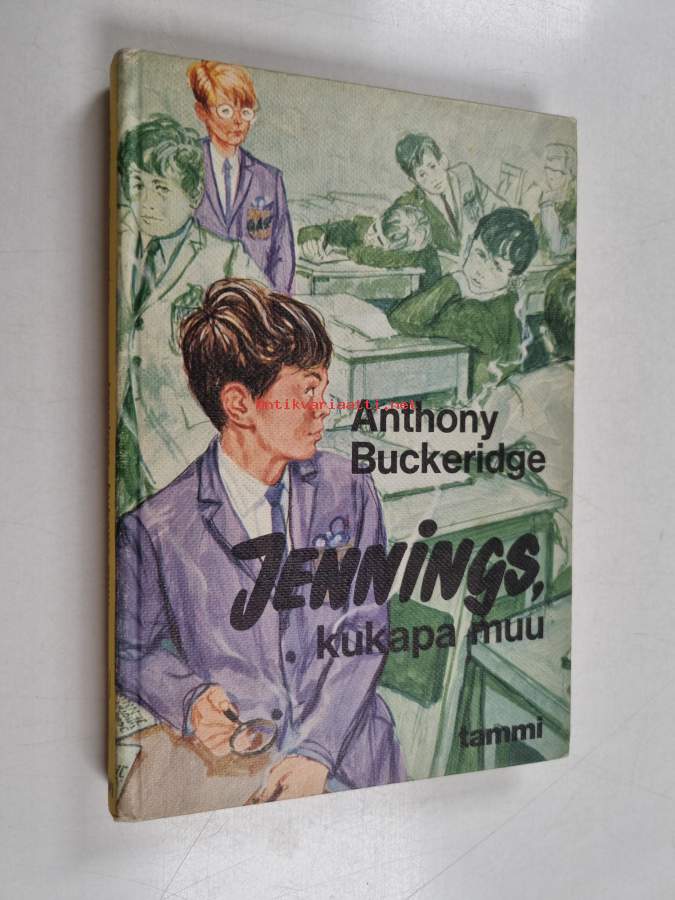 Antikvariaatti.net
Anthony
Buckeridge
JENNINGS,
kukapa muu
tammi